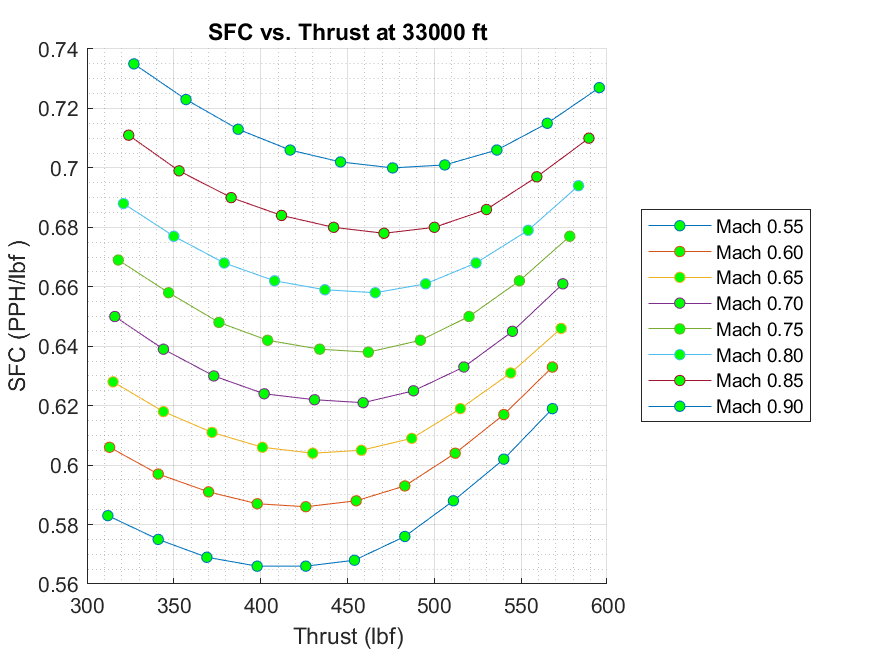 SFC vs. Thrust at 33000 ft
0.74
0.72
0.7
0.68
0.66
0.64
0.62
0.6
0.58
0.56
SFC (PPH/lbf )
300 350 400 450 500 550 600
Thrust (lbf)
Mach 0.55
Mach 0.60
Mach 0.65
Mach 0.70
Mach 0.75
Mach 0.80
Mach 0.85
Mach 0.90